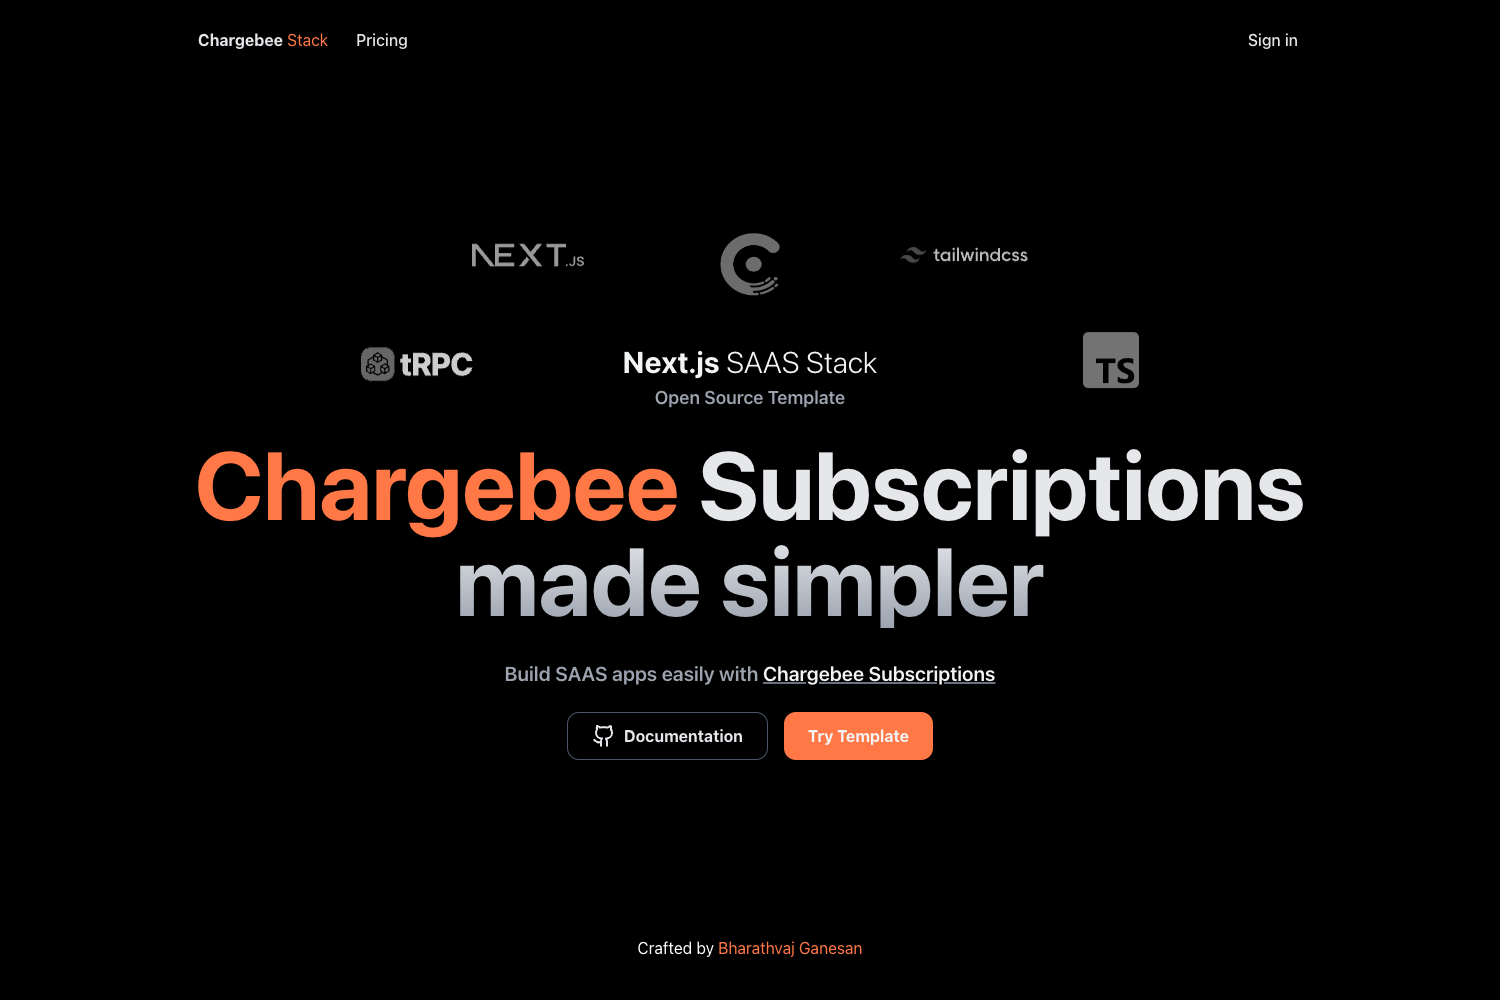 Chargebee Stack
Pricing
Sign in
NEXT.JS
tailwindcss
tRPC
Next.js SAAS Stack
TS
Open Source Template
Chargebee Subscriptions
made simpler
Build SAAS apps easily with Chargebee Subscriptions
Documentation
Try Template
Crafted by Bharathvaj Ganesan